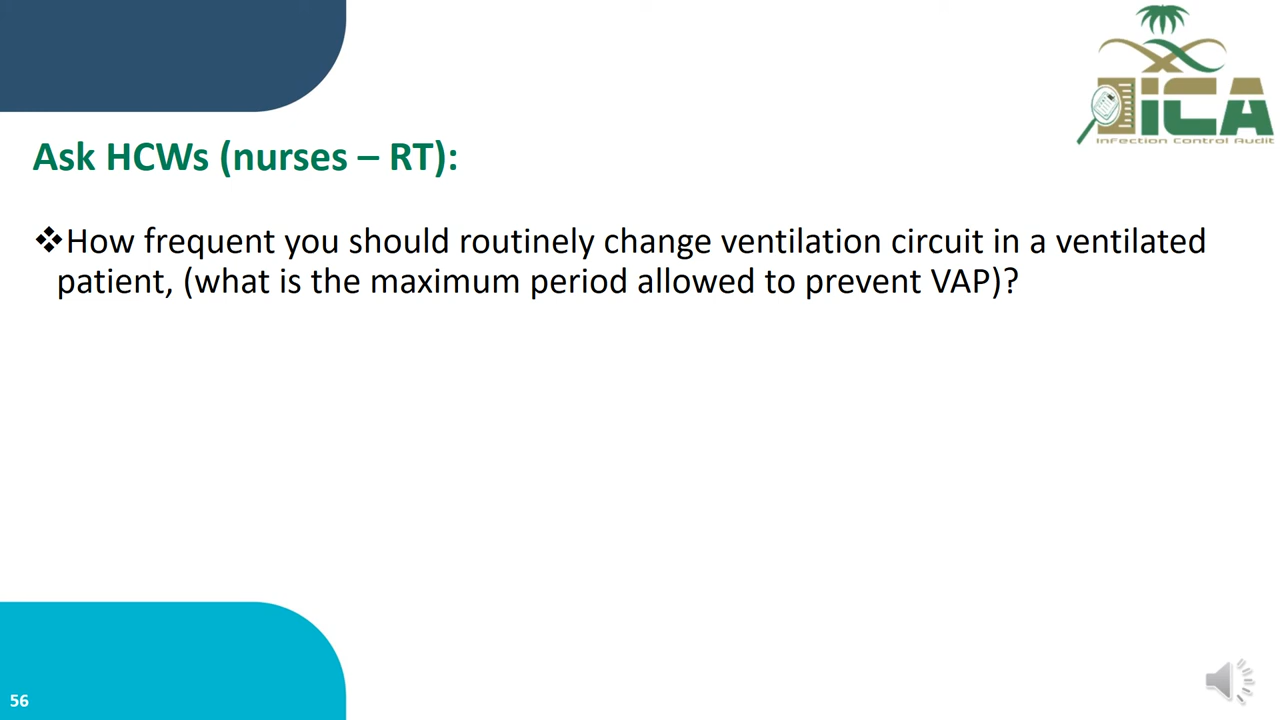 iCA
Infection Control Audit
Ask HCWs (nurses – RT):
❖How frequent you should routinely change ventilation circuit in a ventilated
patient, (what is the maximum period allowed to prevent VAP)?
56